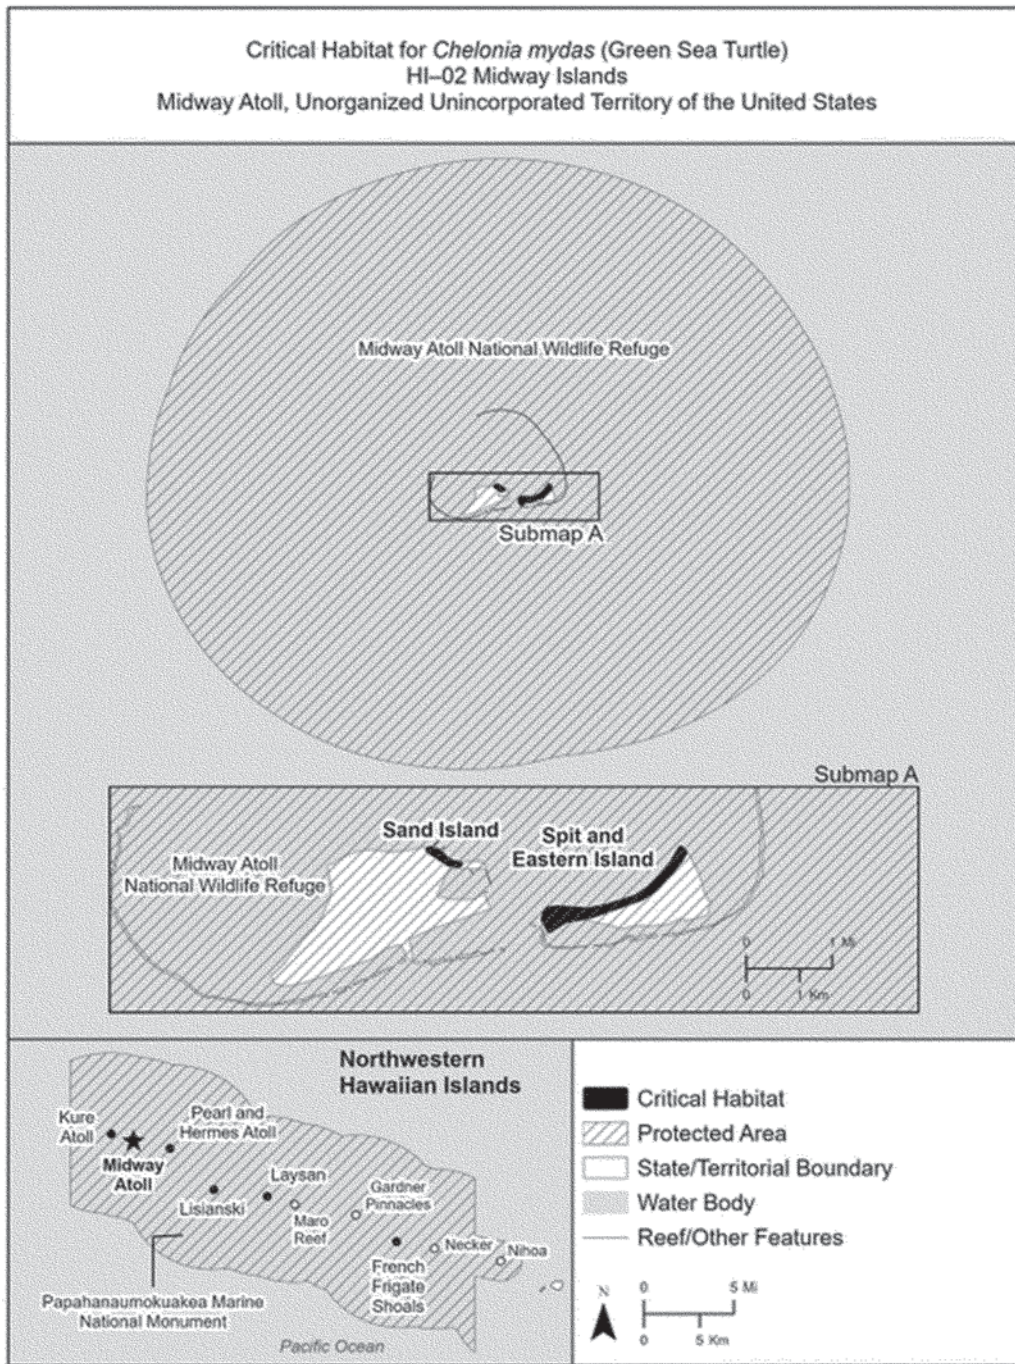 Critical Habitat for Chelonia mydas (Green Sea Turtle)
HI–02 Midway Islands
Midway Atoll, Unorganized Unincorporated Territory of the United States
Midway Atoll National Wildlife Refuge
Submap A
Submap A
Sand Island
Spit and
Eastern Island
Midway Atoll
National Wildlife Refuge
0 1 Mi
0 1 Km
Northwestern
Hawaiian Islands
Kure
Atoll
Midway
Atoll
Pearl and
Hermes Atoll
Lisianski
Laysan
Maro
Reef
Gardner
Pinnacles
French
Frigate
Shoals
Necker
Nihoa
Papahanaumokuakea Marine
National Monument
Pacific Ocean
Critical Habitat
Protected Area
State/Territorial Boundary
Water Body
Reef/Other Features
N
0 5 Mi
0 5 Km